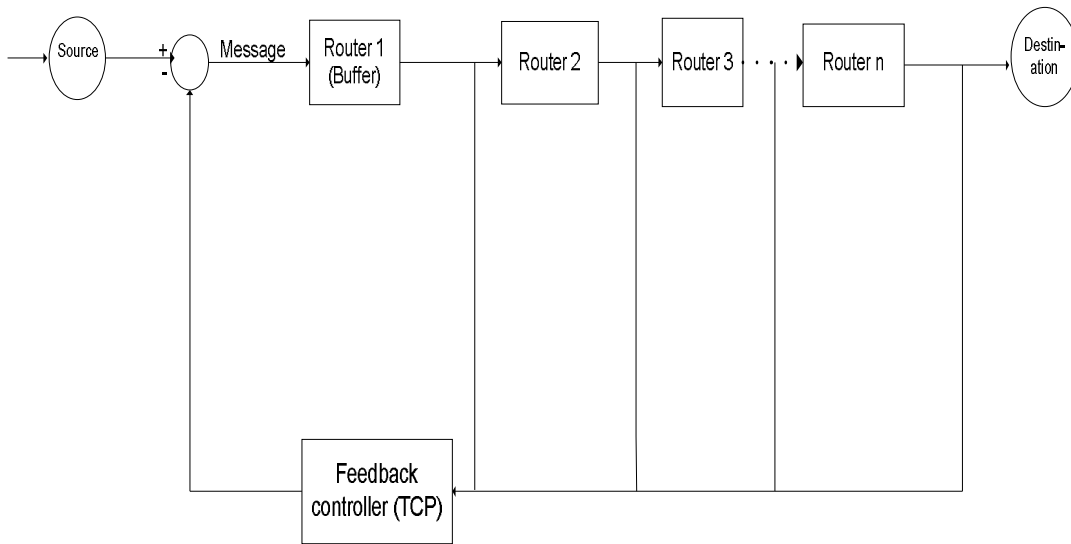 Source
+
-
Message
Router 1
(Buffer)
Router 2
Router 3
. . . .
Router n
Destin-
ation
Feedback
controller (TCP)